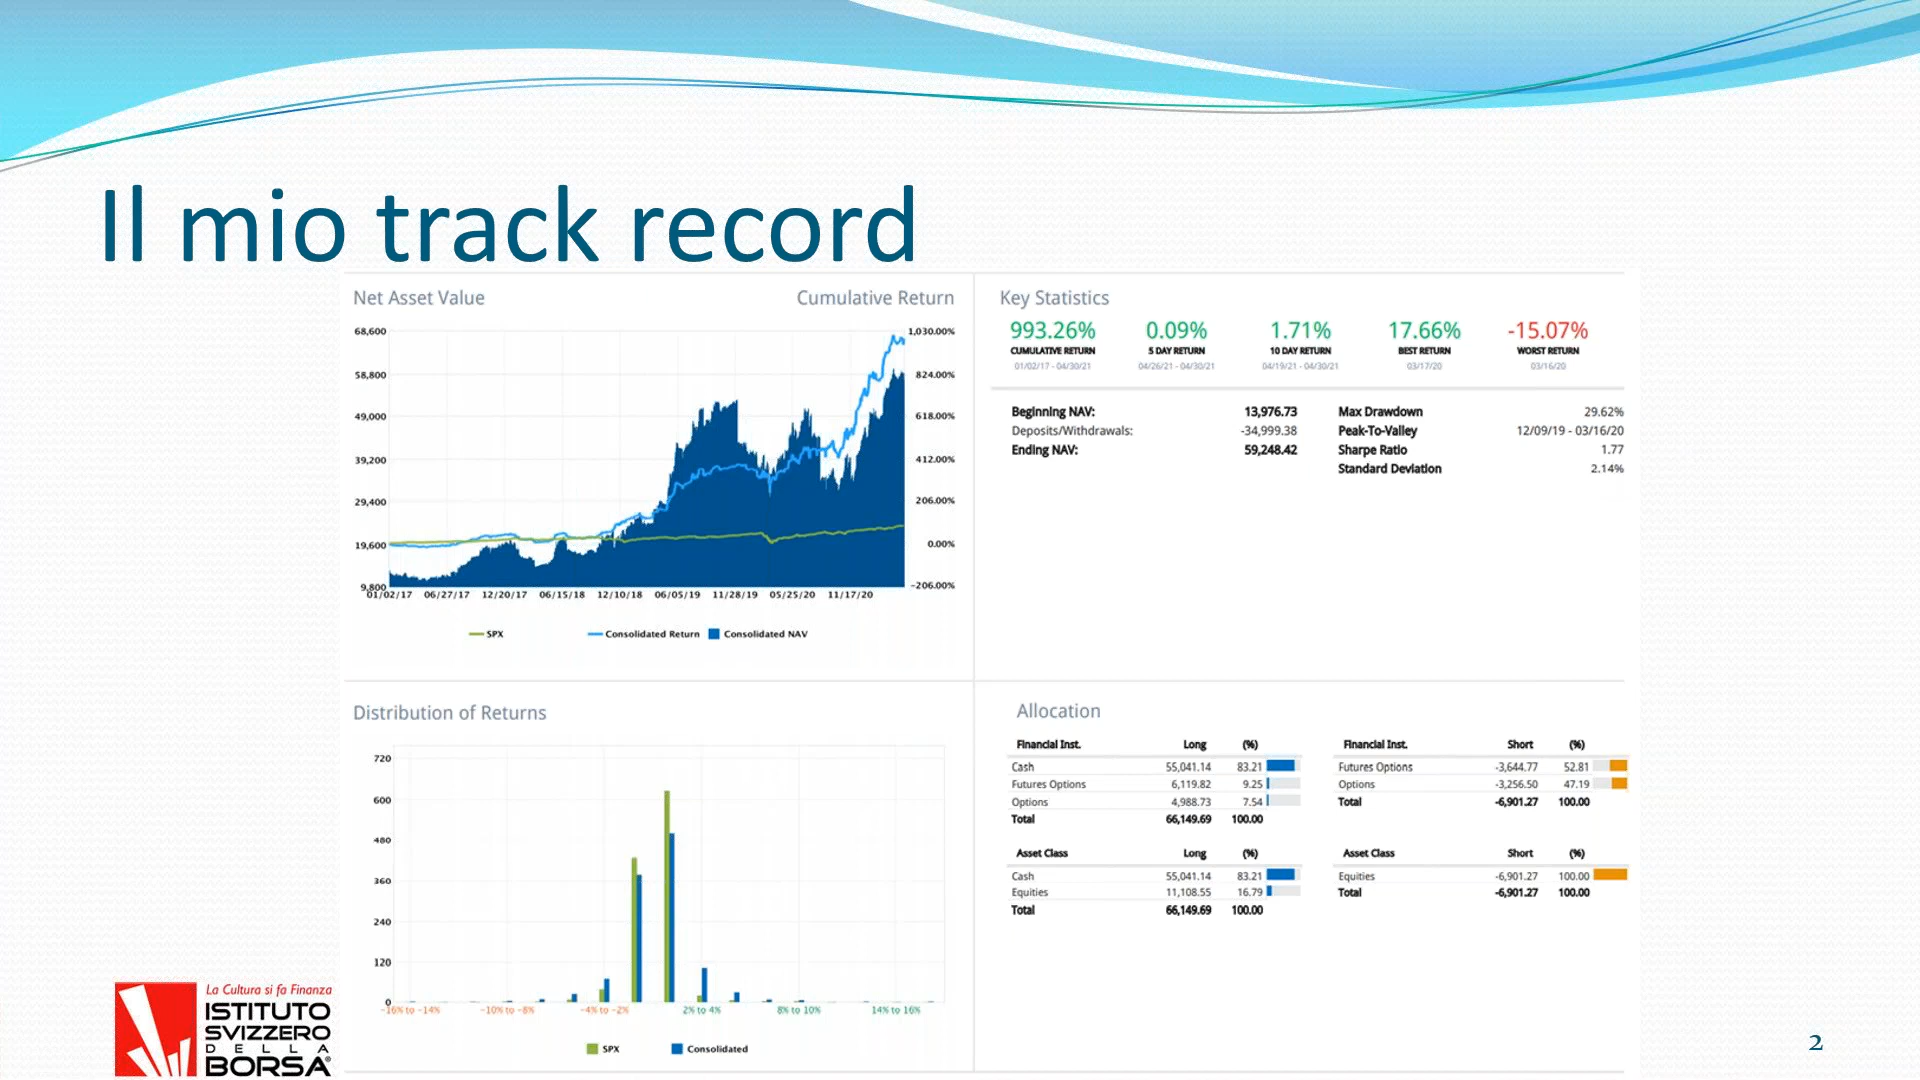 Il mio track record
Net Asset Value
Cumulative Return
68,600
58,800
49,000
39,200
29,400
19,600
9,800
1,030.00%
824.00%
618.00%
412.00%
206.00%
0.00%
-206.00%
01/02/17 06/27/17 12/20/17 06/15/18 12/10/18 06/05/19 11/28/19 05/25/20 11/17/20
SPX Consolidated Return Consolidated NAV
Key Statistics
993.26% 0.09% 1.71% 17.66% -15.07%
CUMULATIVE RETURN 5 DAY RETURN 10 DAY RETURN BEST RETURN WORST RETURN
01/02/17 - 04/30/21 04/26/21 - 04/30/21 04/19/21 - 04/30/21 03/17/20 03/16/20
Beginning NAV: 13,976.73
Deposits/Withdrawals: -34,999.38
Ending NAV: 59,248.42
Max Drawdown 29.62%
Peak-To-Valley 12/09/19 - 03/16/20
Sharpe Ratio 1.77
Standard Deviation 2.14%
Distribution of Returns
720
600
480
360
240
120
0
-16% to -14% -10% to -8% -4% to -2% 2% to 4% 8% to 10% 14% to 16%
SPX Consolidated
Allocation
Financial Inst. Long (%)
Cash 55,041.14 83.21
Futures Options 6,119.82 9.25
Options 4,988.73 7.54
Total 66,149.69 100.00
Financial Inst. Short (%)
Futures Options -3,644.77 52.81
Options -3,256.50 47.19
Total -6,901.27 100.00
Asset Class Long (%)
Cash 55,041.14 83.21
Equities 11,108.55 16.79
Total 66,149.69 100.00
Asset Class Short (%)
Equities -6,901.27 100.00
Total -6,901.27 100.00
La Cultura si fa Finanza
ISTITUTO
SVIZZERO
DELLA
BORSA®
2